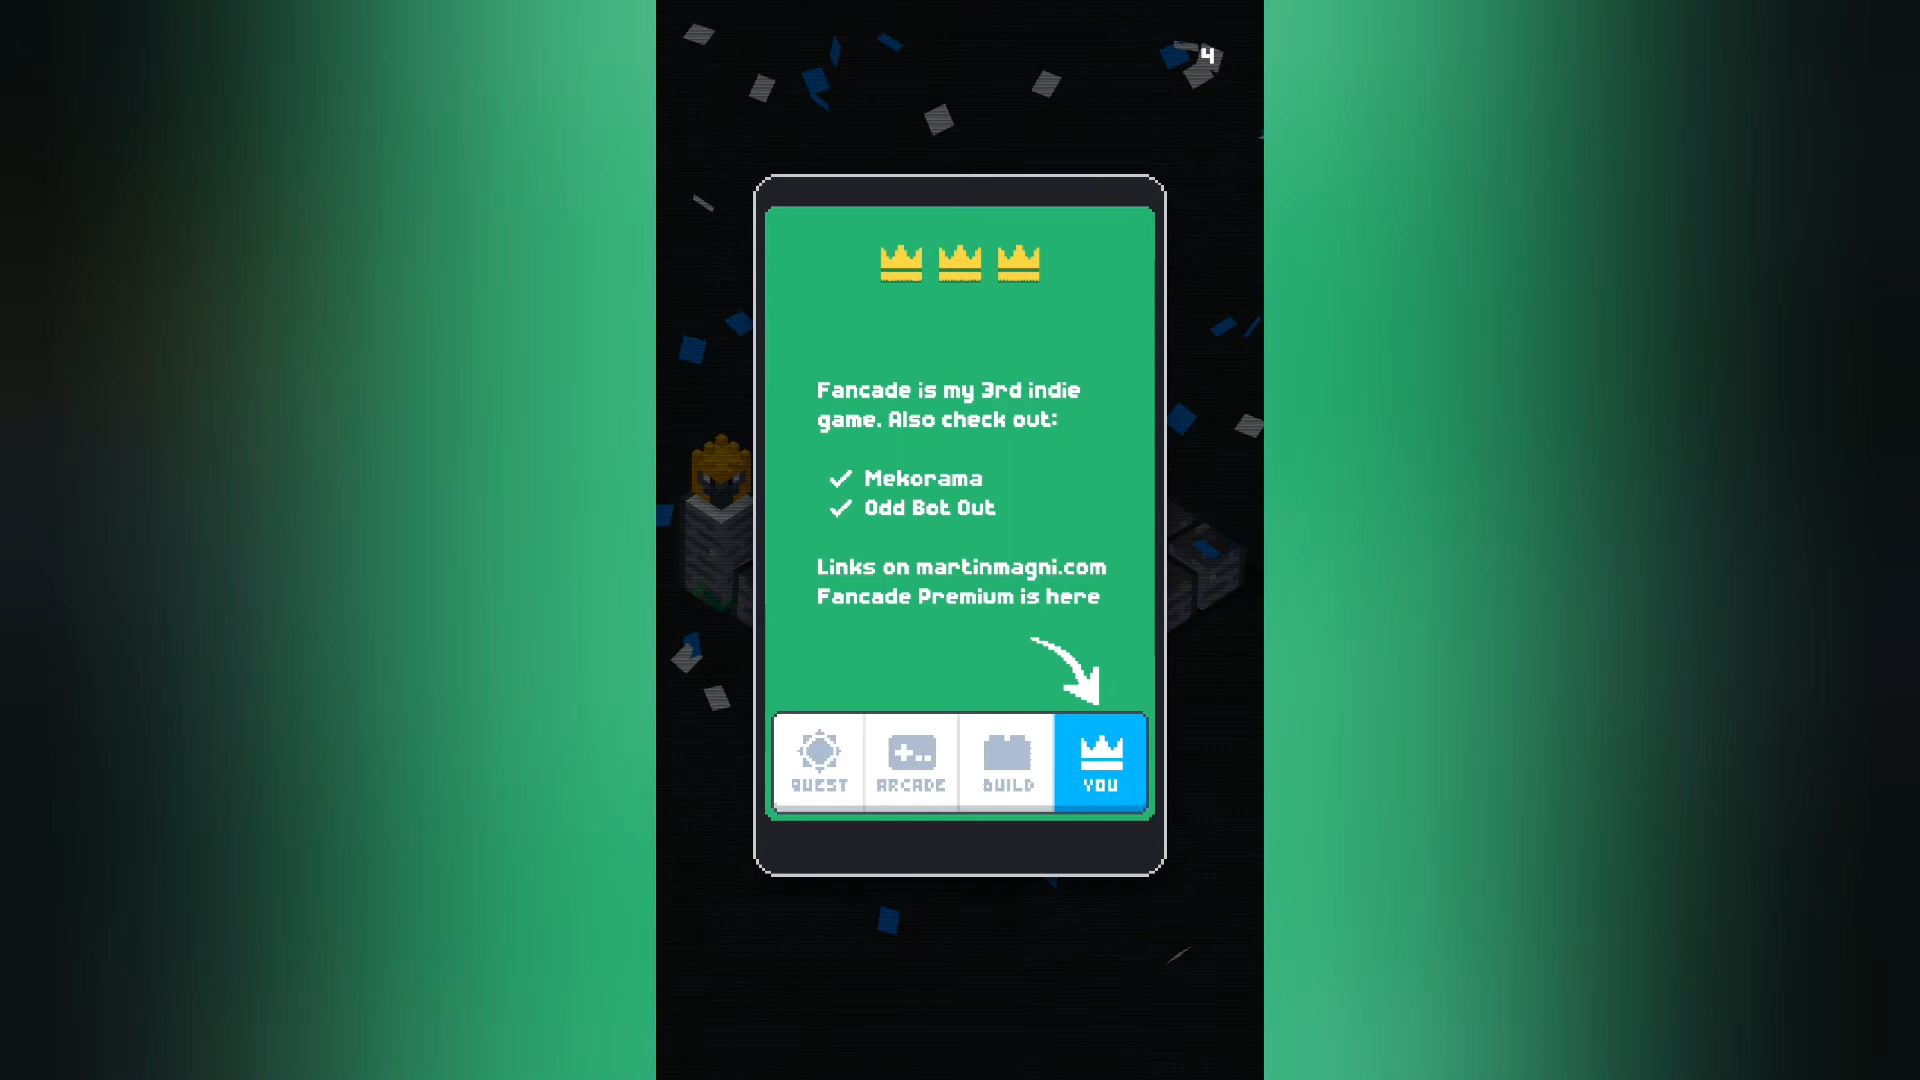 4
Fancade is my 3rd indie
game. Also check out:
✓ Mekorama
✓ Odd Bot Out
Links on martinmagni.com
Fancade Premium is here
QUEST ARCADE BUILD YOU